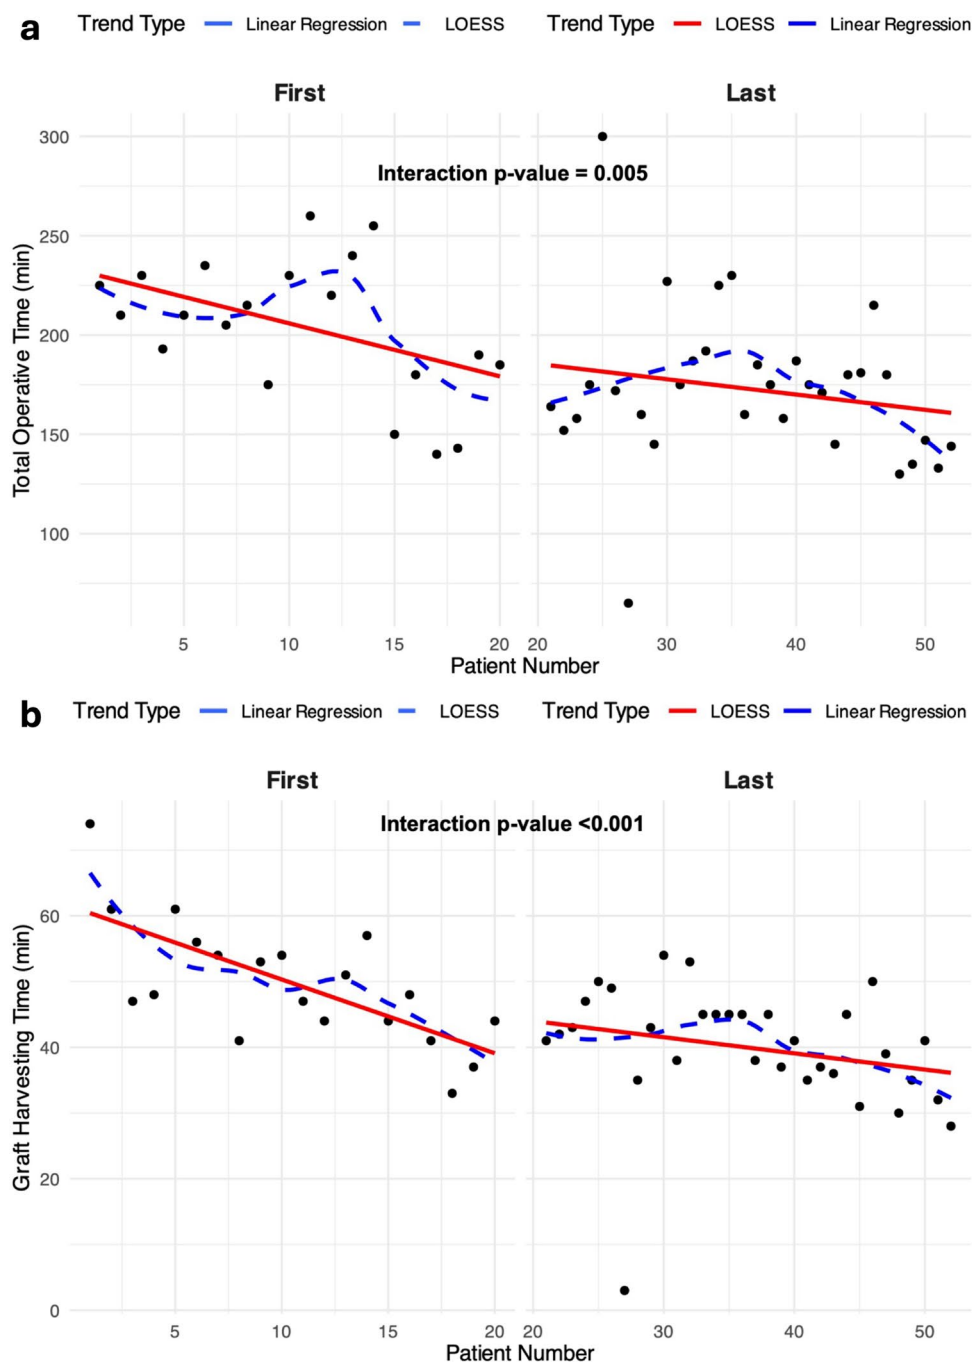 a
Trend Type Linear Regression LOESS Trend Type LOESS Linear Regression
First Last
Interaction p-value = 0.005
Total Operative Time (min)
300
250
200
150
100
5 10 15 20 20 30 40 50
Patient Number
b
Trend Type Linear Regression LOESS Trend Type LOESS Linear Regression
First Last
Interaction p-value <0.001
Graft Harvesting Time (min)
60
40
20
0
5 10 15 20 20 30 40 50
Patient Number